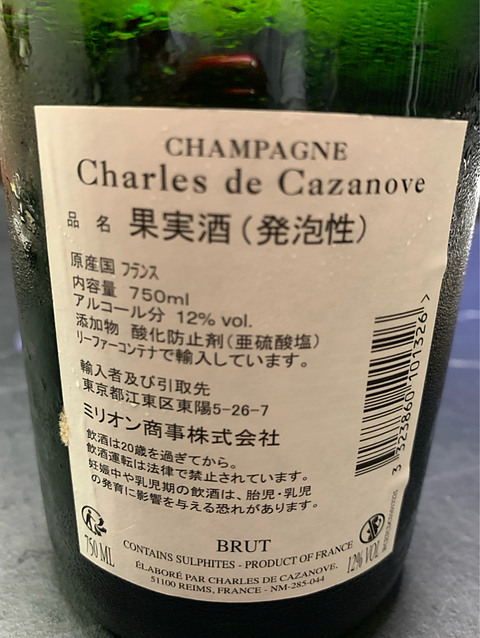 CHAMPAGNE
Charles de Cazanove
品 名 果実酒(発泡性)
原産国 フランス
内容量 750ml
アルコール分 12% vol.
添加物 酸化防止剤(亜硫酸塩)
リーファーコンテナで輸入しています。
輸入者及び引取先
東京都江東区東陽5-26-7
ミリオン商事株式会社
飲酒は20歳を過ぎてから。
飲酒運転は法律で禁止されています。
妊娠中や乳児期の飲酒は、胎児・乳児
の発育に影響を与える恐れがあります。
3 323860 101326 >
750 ML
BRUT
12% VOL
CONTAINS SULPHITES - PRODUCT OF FRANCE
ÉLABORÉ PAR CHARLES DE CAZANOVE.
51100 REIMS, FRANCE - NM-285-044